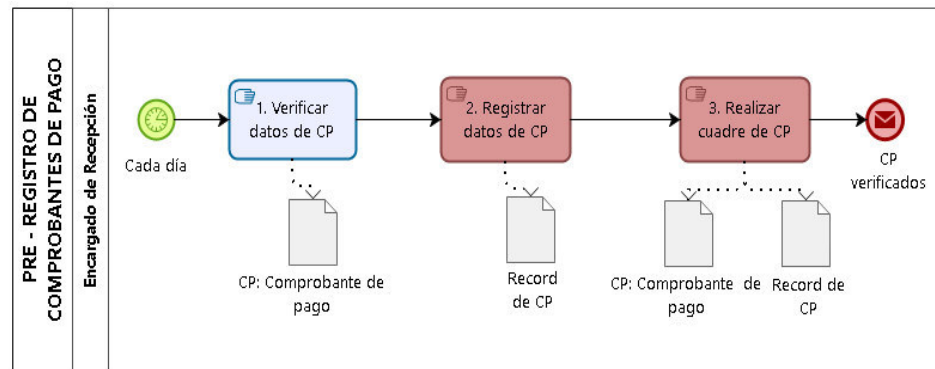 PRE - REGISTRO DE
COMPROBANTES DE PAGO
Encargado de Recepción
Cada día
1. Verificar
datos de CP
2. Registrar
datos de CP
3. Realizar
cuadre de CP
CP
verificados
CP: Comprobante de
pago
Record
de CP
CP: Comprobante de
pago
Record de
CP